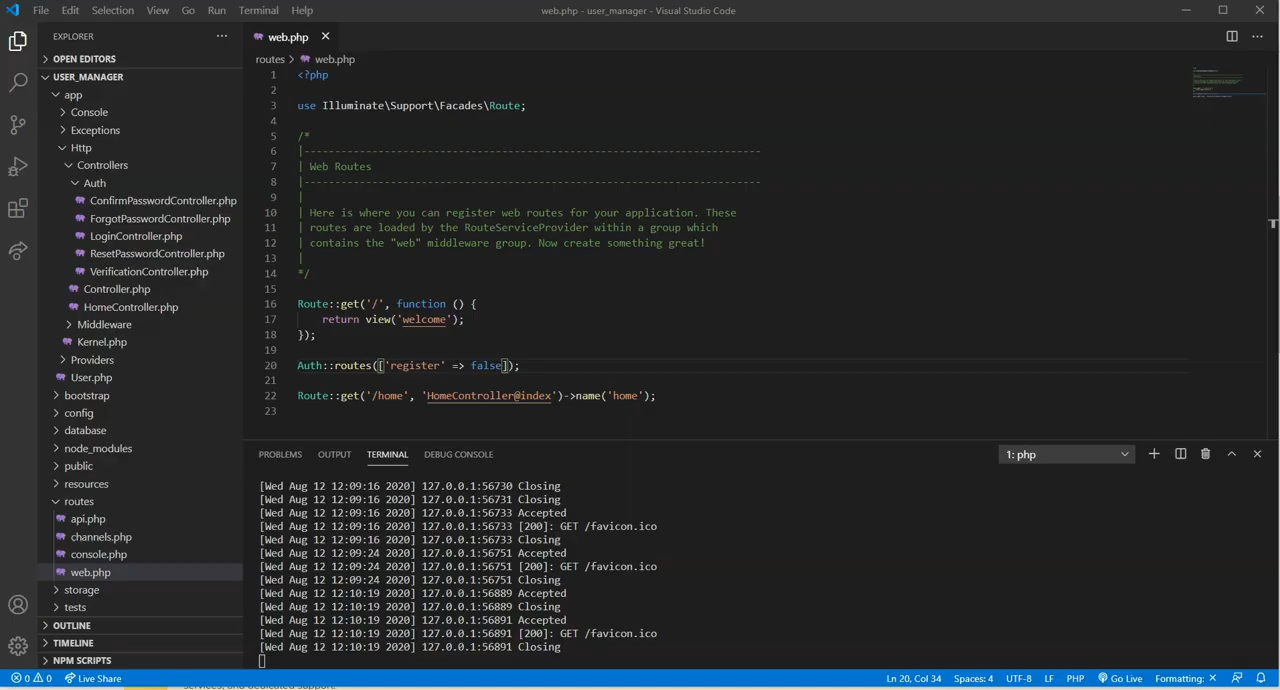 File Edit Selection View Go Run Terminal Help
web.php - user_manager - Visual Studio Code
EXPLORER
OPEN EDITORS
USER_MANAGER
app
Console
Exceptions
Http
Controllers
Auth
ConfirmPasswordController.php
ForgotPasswordController.php
LoginController.php
ResetPasswordController.php
VerificationController.php
Controller.php
HomeController.php
Middleware
Kernel.php
Providers
User.php
bootstrap
config
database
node_modules
public
resources
routes
api.php
channels.php
console.php
web.php
storage
tests
OUTLINE
TIMELINE
NPM SCRIPTS
web.php
routes > web.php
1 <?php
2
3 use Illuminate\Support\Facades\Route;
4
5 /*
6 |--------------------------------------------------------------------------
7 | Web Routes
8 |--------------------------------------------------------------------------
9 |
10 | Here is where you can register web routes for your application. These
11 | routes are loaded by the RouteServiceProvider within a group which
12 | contains the "web" middleware group. Now create something great!
13 |
14 */
15
16 Route::get('/', function () {
17 return view('welcome');
18 });
19
20 Auth::routes(['register' => false]);
21
22 Route::get('/home', 'HomeController@index')->name('home');
23
PROBLEMS OUTPUT TERMINAL DEBUG CONSOLE
1: php
[Wed Aug 12 12:09:16 2020] 127.0.0.1:56730 Closing
[Wed Aug 12 12:09:16 2020] 127.0.0.1:56731 Closing
[Wed Aug 12 12:09:16 2020] 127.0.0.1:56733 Accepted
[Wed Aug 12 12:09:16 2020] 127.0.0.1:56733 [200]: GET /favicon.ico
[Wed Aug 12 12:09:16 2020] 127.0.0.1:56733 Closing
[Wed Aug 12 12:09:24 2020] 127.0.0.1:56751 Accepted
[Wed Aug 12 12:09:24 2020] 127.0.0.1:56751 [200]: GET /favicon.ico
[Wed Aug 12 12:09:24 2020] 127.0.0.1:56751 Closing
[Wed Aug 12 12:10:19 2020] 127.0.0.1:56889 Accepted
[Wed Aug 12 12:10:19 2020] 127.0.0.1:56889 Closing
[Wed Aug 12 12:10:19 2020] 127.0.0.1:56891 Accepted
[Wed Aug 12 12:10:19 2020] 127.0.0.1:56891 [200]: GET /favicon.ico
[Wed Aug 12 12:10:19 2020] 127.0.0.1:56891 Closing
0 0 Live Share Ln 20, Col 34 Spaces: 4 UTF-8 LF PHP Go Live Formatting: ×
services, and dedicated support.